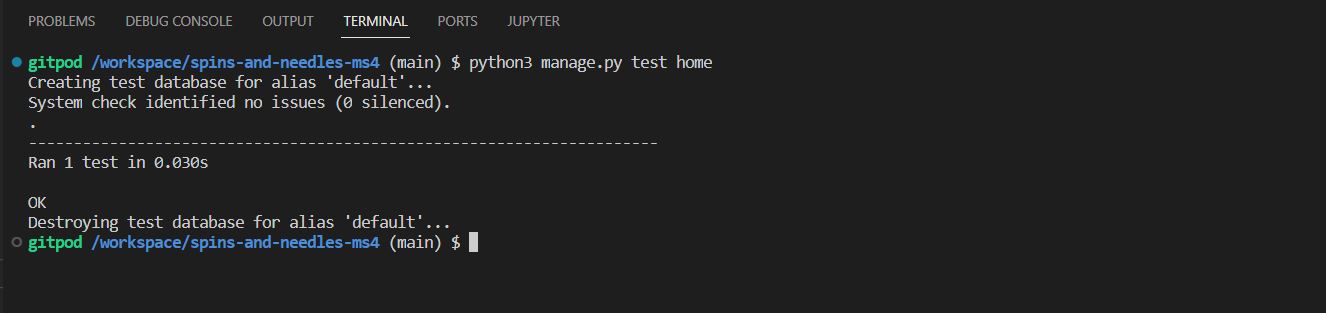 PROBLEMS DEBUG CONSOLE OUTPUT TERMINAL PORTS JUPYTER
gitpod /workspace/spins-and-needles-ms4 (main) $ python3 manage.py test home
Creating test database for alias 'default'...
System check identified no issues (0 silenced).
.
----------------------------------------------------------------------
Ran 1 test in 0.030s
OK
Destroying test database for alias 'default'...
gitpod /workspace/spins-and-needles-ms4 (main) $